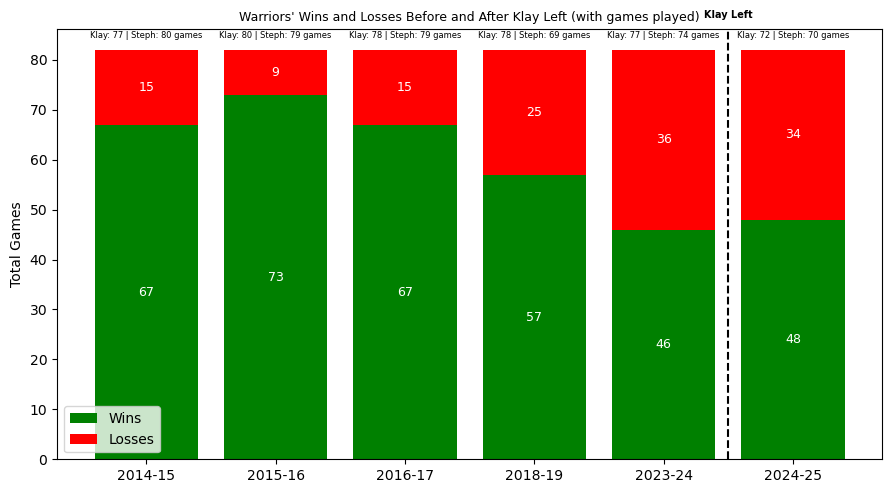 Warriors' Wins and Losses Before and After Klay Left (with games played)
Klay Left
Klay: 77 | Steph: 80 games
Klay: 80 | Steph: 79 games
Klay: 78 | Steph: 79 games
Klay: 78 | Steph: 69 games
Klay: 77 | Steph: 74 games
Klay: 72 | Steph: 70 games
Total Games
80
70
60
50
40
30
20
10
0
15
9
15
25
36
34
67
73
67
57
46
48
Wins
Losses
2014-15
2015-16
2016-17
2018-19
2023-24
2024-25